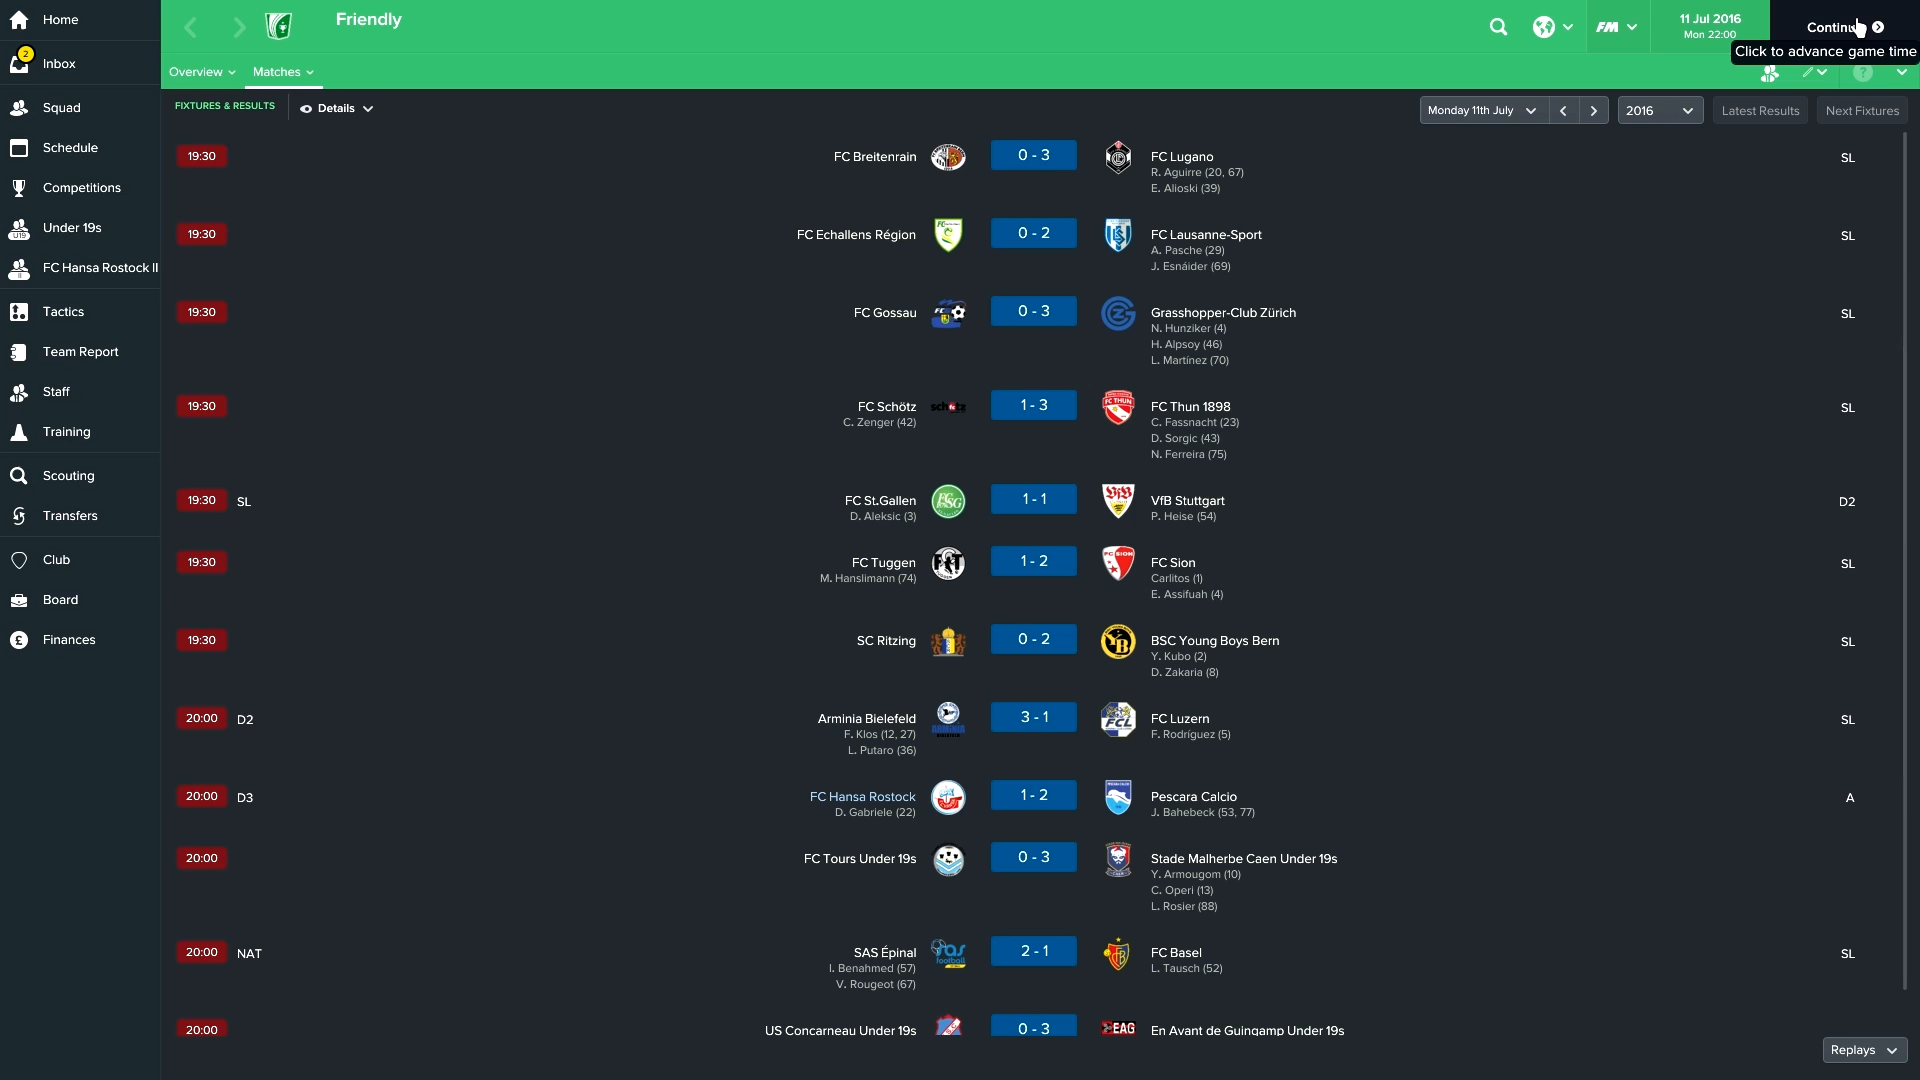 Home
2
Inbox
Squad
Schedule
Competitions
U19
Under 19s
II
FC Hansa Rostock II
Tactics
Team Report
Staff
Training
Scouting
Transfers
Club
Board
£
Finances
Friendly
FM
11 Jul 2016
Mon 22:00
Click to advance game time
Overview
Matches
?
FIXTURES & RESULTS
Details
Monday 11th July
2016
Latest Results
Next Fixtures
19:30 FC Breitenrain 0 - 3 FC Lugano SL
R. Aguirre (20, 67)
E. Alioski (39)
19:30 FC Echallens Région 0 - 2 FC Lausanne-Sport SL
A. Pasche (29)
J. Esnáider (69)
19:30 FC Gossau 0 - 3 Grasshopper-Club Zürich SL
N. Hunziker (4)
H. Alpsoy (46)
L. Martínez (70)
19:30 FC Schötz 1 - 3 FC Thun 1898 SL
C. Zenger (42) C. Fassnacht (23)
D. Sorgic (43)
N. Ferreira (75)
19:30 SL FC St.Gallen 1 - 1 VfB Stuttgart D2
D. Aleksic (3) P. Heise (54)
19:30 FC Tuggen 1 - 2 FC Sion SL
M. Hanslimann (74) Carlitos (1)
E. Assifuah (4)
19:30 SC Ritzing 0 - 2 BSC Young Boys Bern SL
Y. Kubo (2)
D. Zakaria (8)
20:00 D2 Arminia Bielefeld 3 - 1 FC Luzern SL
F. Klos (12, 27) F. Rodríguez (5)
L. Putaro (36)
20:00 D3 FC Hansa Rostock 1 - 2 Pescara Calcio A
D. Gabriele (22) J. Bahebeck (53, 77)
20:00 FC Tours Under 19s 0 - 3 Stade Malherbe Caen Under 19s
Y. Armougom (10)
C. Operi (13)
L. Rosier (88)
20:00 NAT SAS Épinal 2 - 1 FC Basel SL
I. Benahmed (57) L. Tausch (52)
V. Rougeot (67)
20:00 US Concarneau Under 19s 0 - 3 EAG En Avant de Guingamp Under 19s
Replays